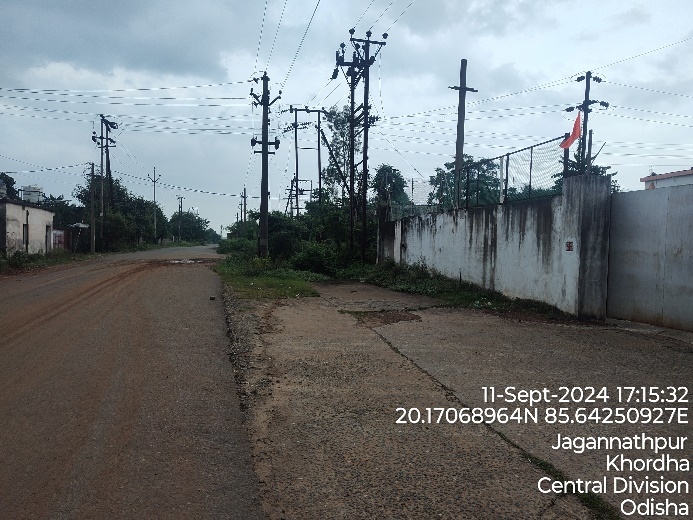 11-Sept-2024 17:15:32
20.17068964N 85.64250927E
Jagannathpur
Khordha
Central Division
Odisha